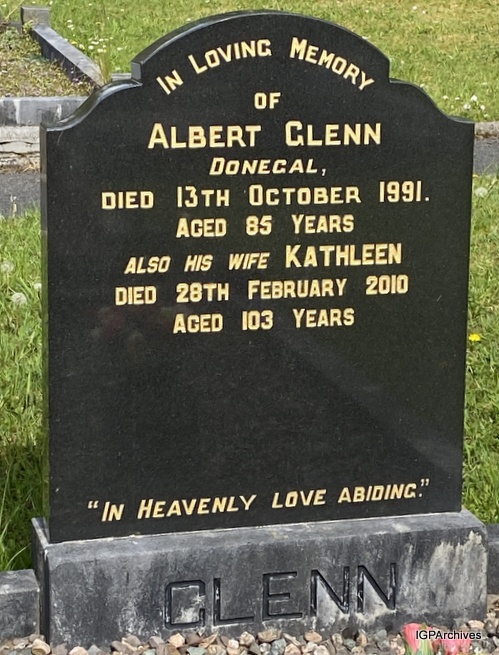 IN LOVING MEMORY
OF
ALBERT GLENN
DONEGAL,
DIED 13TH OCTOBER 1991.
AGED 85 YEARS
ALSO HIS WIFE KATHLEEN
DIED 28TH FEBRUARY 2010
AGED 103 YEARS
“IN HEAVENLY LOVE ABIDING.”
GLENN
IGPArchives